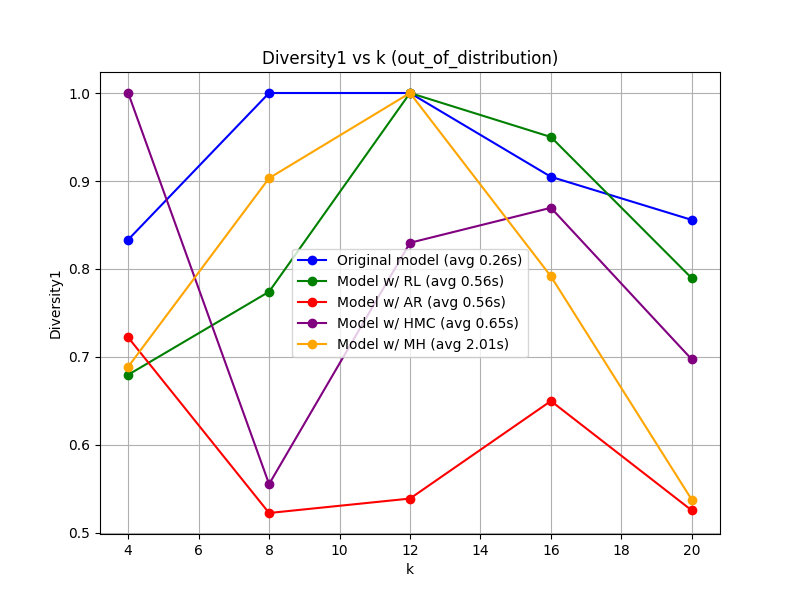 Diversity1 vs k (out_of_distribution)
Diversity1
1.0
0.9
0.8
0.7
0.6
0.5
Original model (avg 0.26s)
Model w/ RL (avg 0.56s)
Model w/ AR (avg 0.56s)
Model w/ HMC (avg 0.65s)
Model w/ MH (avg 2.01s)
4 6 8 10 12 14 16 18 20
k